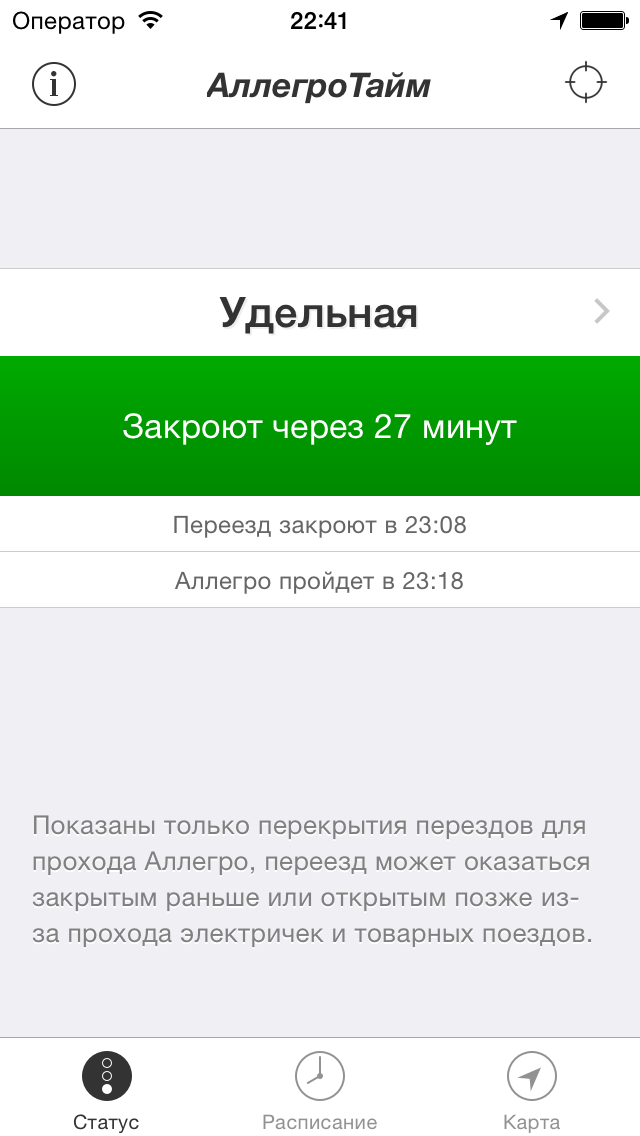 Оператор 22:41
АллегроТайм
Удельная
Закроют через 27 минут
Переезд закроют в 23:08
Аллегро пройдет в 23:18
Показаны только перекрытия перездов для
прохода Аллегро, переезд может оказаться
закрытым раньше или открытым позже из-
за прохода электричек и товарных поездов.
Статус Расписание Карта